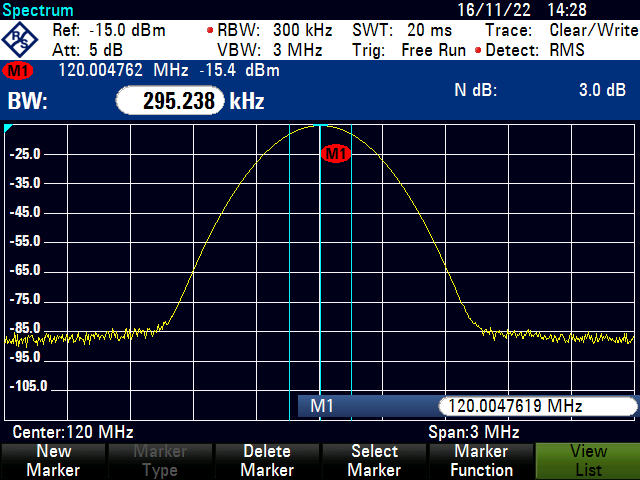 Spectrum 16/11/22 14:28
R&S Ref: -15.0 dBm RBW: 300 kHz SWT: 20 ms Trace: Clear/Write
Att: 5 dB VBW: 3 MHz Trig: Free Run Detect: RMS
M1 120.004762 MHz -15.4 dBm
BW: 295.238 kHz N dB: 3.0 dB
M1
-25.0
-35.0
-45.0
-55.0
-65.0
-75.0
-85.0
-95.0
-105.0
M1 120.0047619 MHz
Center:120 MHz Span:3 MHz
New Marker Delete Select Marker View
Marker Type Marker Marker Function List